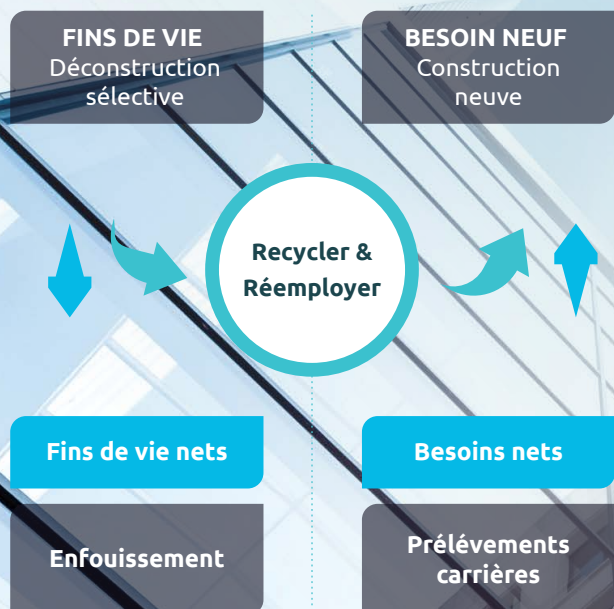 FINS DE VIE
Déconstruction
sélective
BESOIN NEUF
Construction
neuve
Recycler &
Réemployer
Fins de vie nets
Besoins nets
Enfouissement
Prélévements
carrières